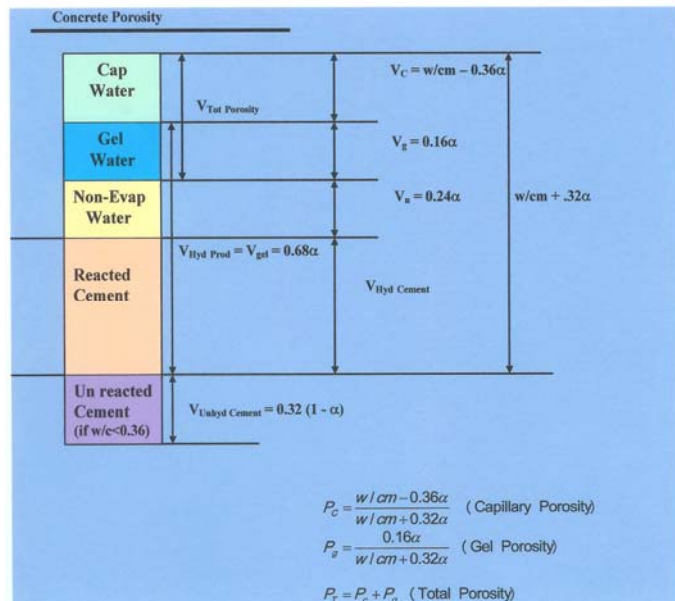 Concrete Porosity
Cap
Water
V_C = w/cm – 0.36α
V_Tot Porosity
Gel
Water
V_g = 0.16α
Non-Evap
Water
V_n = 0.24α
w/cm + .32α
V_Hyd Prod = V_gel = 0.68α
Reacted
Cement
V_Hyd Cement
Un reacted
Cement
(if w/c<0.36)
V_Unhyd Cement = 0.32 (1 - α)
P_C = (w/cm – 0.36α) / (w/cm + 0.32α) ( Capillary Porosity)
P_g = 0.16α / (w/cm + 0.32α) ( Gel Porosity)
P_T = P_c + P_g ( Total Porosity)